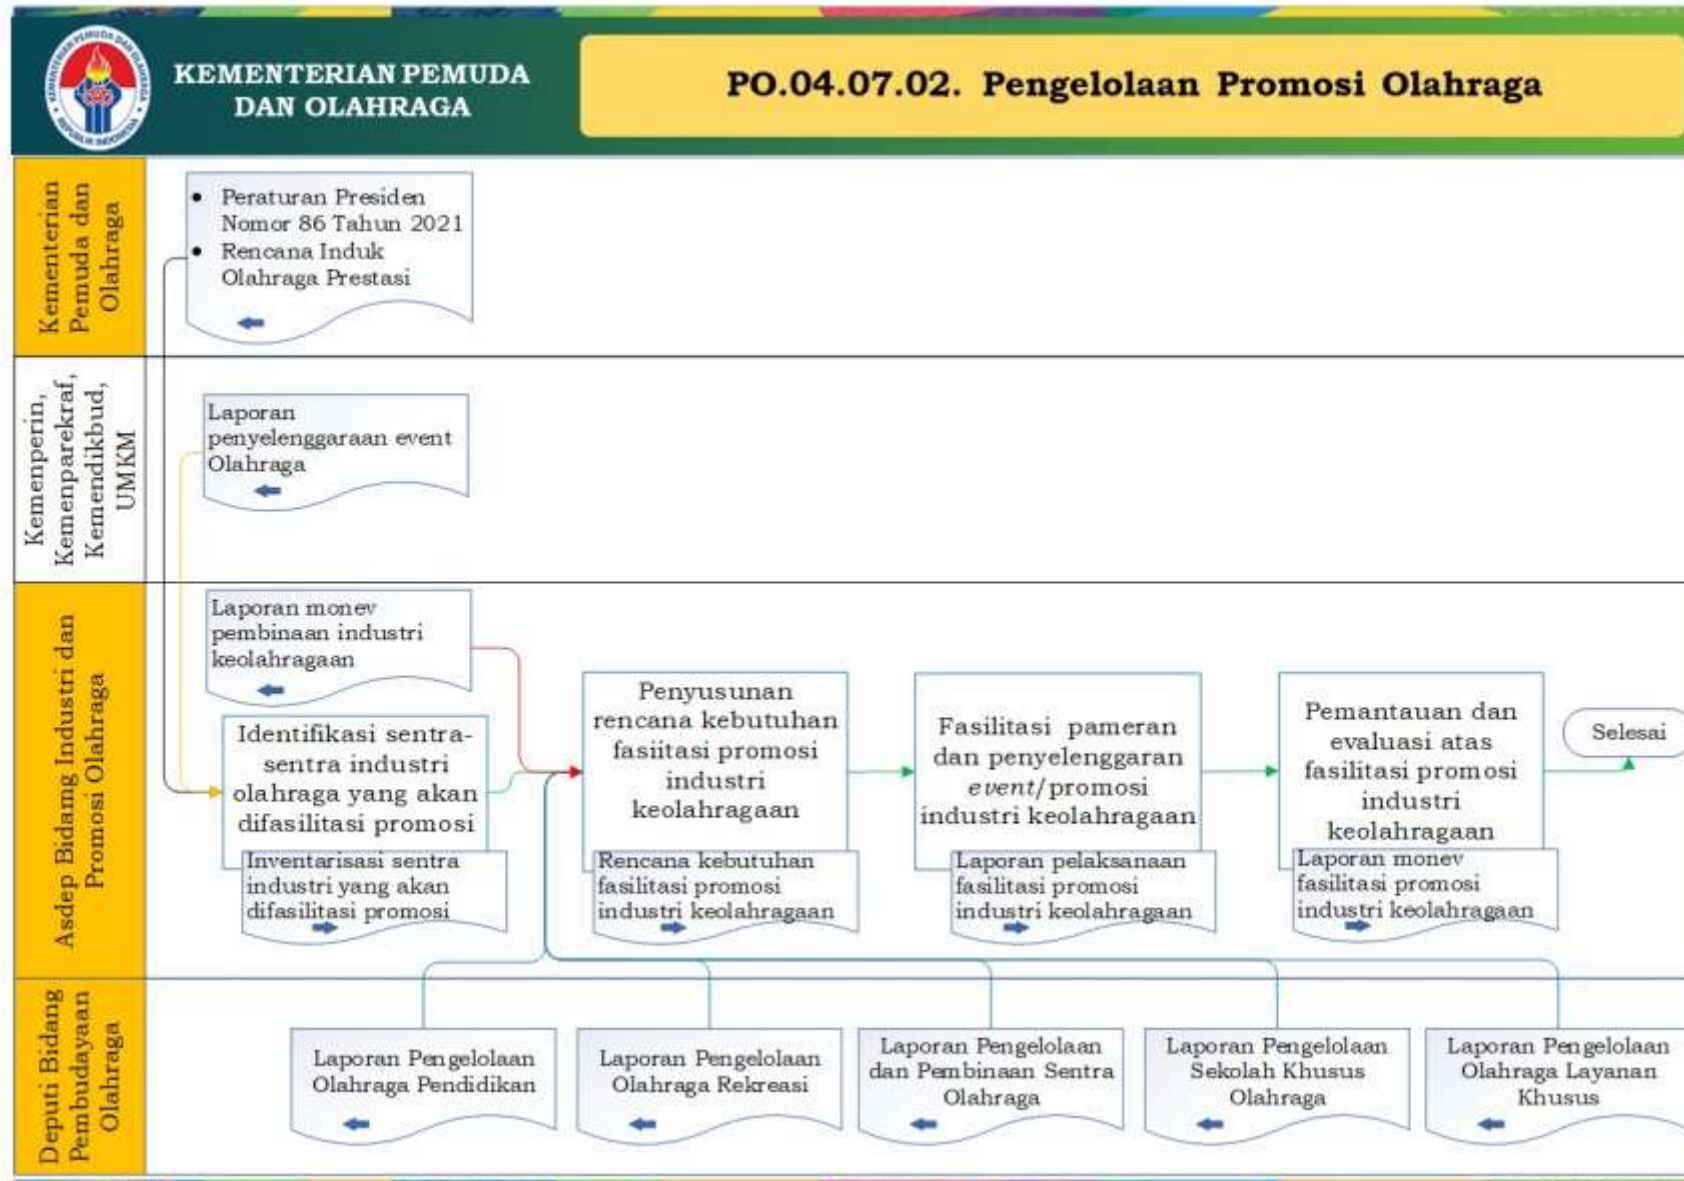 KEMENTERIAN PEMUDA DAN OLAHRAGA
REPUBLIK INDONESIA
KEMENTERIAN PEMUDA
DAN OLAHRAGA
PO.04.07.02. Pengelolaan Promosi Olahraga
Kementerian
Pemuda dan
Olahraga
• Peraturan Presiden
Nomor 86 Tahun 2021
• Rencana Induk
Olahraga Prestasi
Kemenperin,
Kemenparekraf,
Kemendikbud,
UMKM
Laporan
penyelenggaraan event
Olahraga
Asdep Bidang Industri dan
Promosi Olahraga
Laporan monev
pembinaan industri
keolahragaan
Identifikasi sentra-
sentra industri
olahraga yang akan
difasilitasi promosi
Inventarisasi sentra
industri yang akan
difasilitasi promosi
Penyusunan
rencana kebutuhan
fasiitasi promosi
industri
keolahragaan
Rencana kebutuhan
fasilitasi promosi
industri keolahragaan
Fasilitasi pameran
dan penyelenggaran
event/promosi
industri keolahragaan
Laporan pelaksanaan
fasilitasi promosi
industri keolahragaan
Pemantauan dan
evaluasi atas
fasilitasi promosi
industri
keolahragaan
Laporan monev
fasilitasi promosi
industri keolahragaan
Selesai
Deputi Bidang
Pembudayaan
Olahraga
Laporan Pengelolaan
Olahraga Pendidikan
Laporan Pengelolaan
Olahraga Rekreasi
Laporan Pengelolaan
dan Pembinaan Sentra
Olahraga
Laporan Pengelolaan
Sekolah Khusus
Olahraga
Laporan Pengelolaan
Olahraga Layanan
Khusus